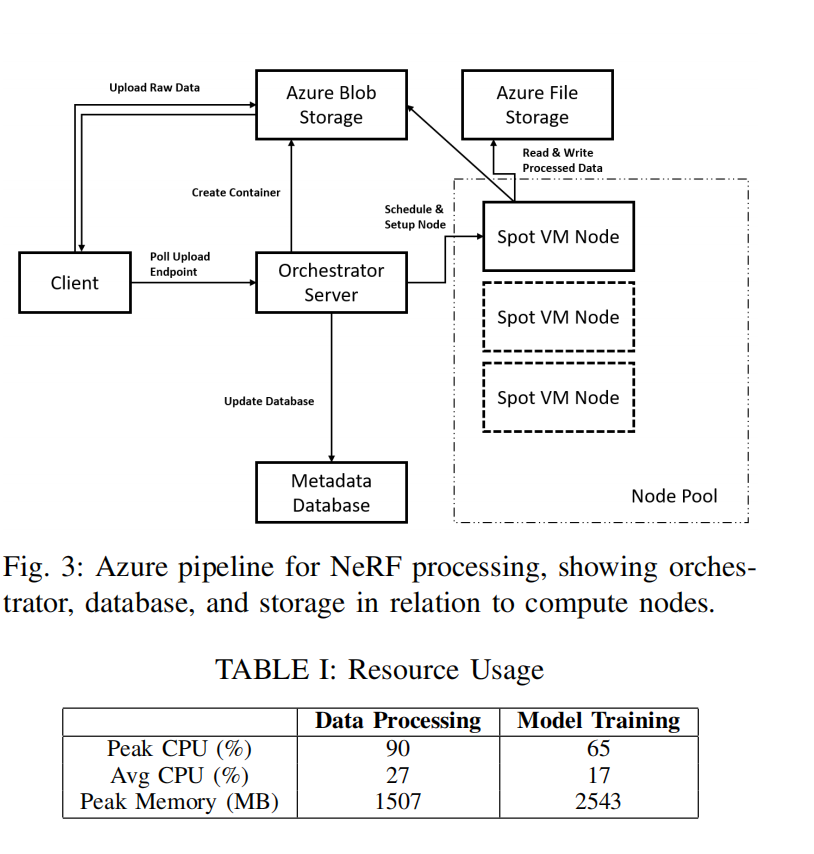 Upload Raw Data
Azure Blob
Storage
Azure File
Storage
Read & Write
Processed Data
Create Container
Schedule &
Setup Node
Spot VM Node
Poll Upload
Endpoint
Client
Orchestrator
Server
Spot VM Node
Spot VM Node
Update Database
Metadata
Database
Node Pool
Fig. 3: Azure pipeline for NeRF processing, showing orches-
trator, database, and storage in relation to compute nodes.
TABLE I: Resource Usage
Data Processing Model Training
Peak CPU (%) 90 65
Avg CPU (%) 27 17
Peak Memory (MB) 1507 2543